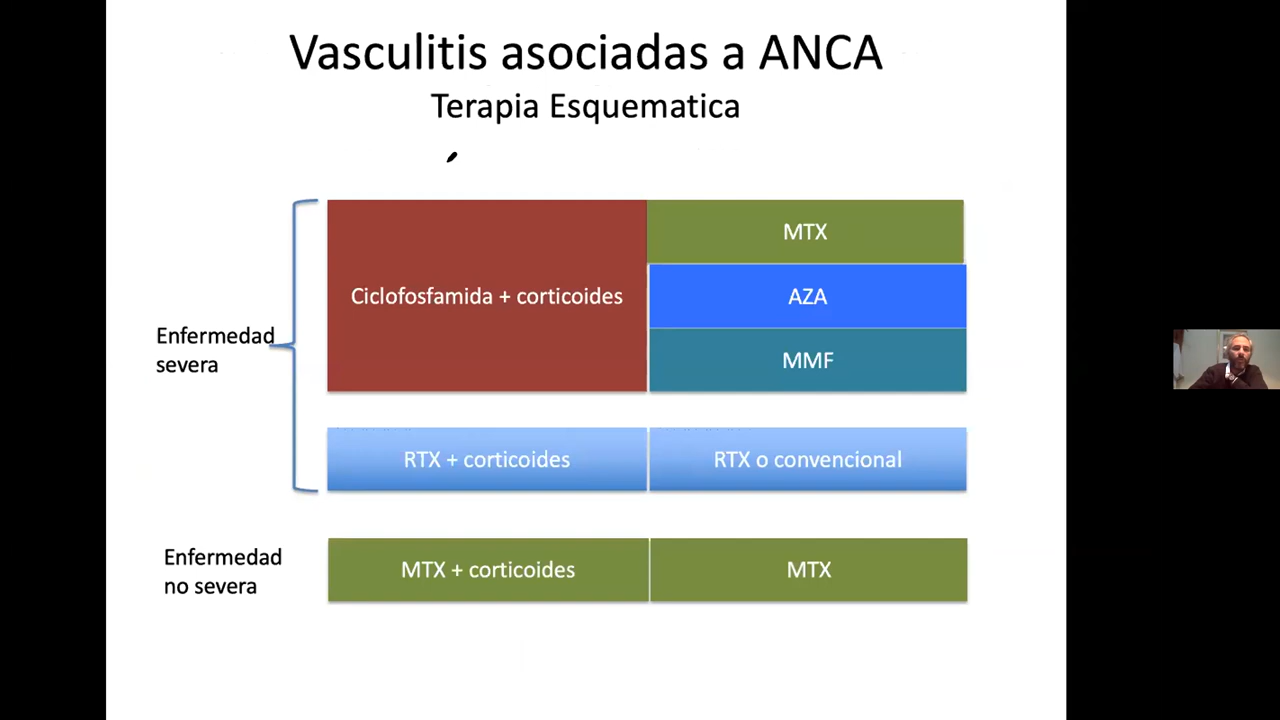 Vasculitis asociadas a ANCA
Terapia Esquematica
MTX
Ciclofosfamida + corticoides
AZA
Enfermedad
severa
MMF
RTX + corticoides
RTX o convencional
Enfermedad
no severa
MTX + corticoides
MTX